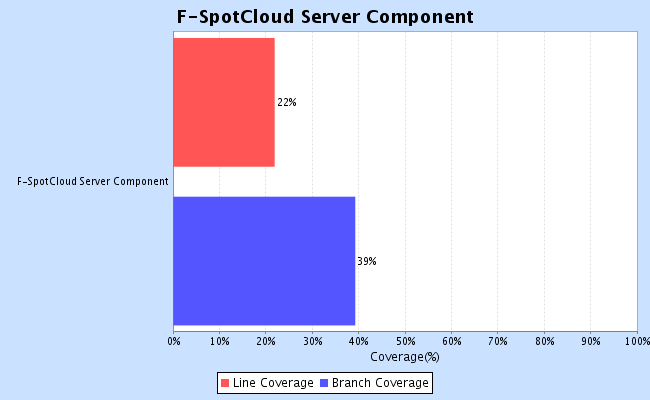 F-SpotCloud Server Component
22%
F-SpotCloud Server Component
39%
0% 10% 20% 30% 40% 50% 60% 70% 80% 90% 100%
Coverage(%)
Line Coverage Branch Coverage